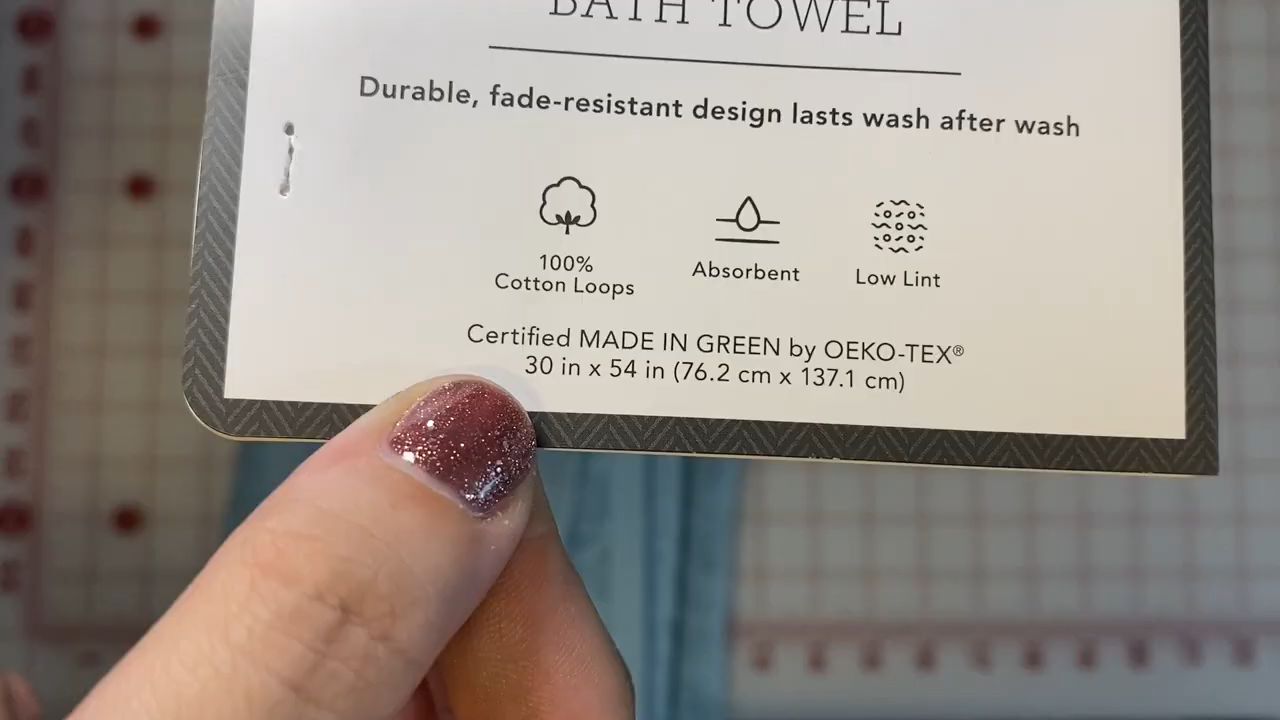 BATH TOWEL
Durable, fade-resistant design lasts wash after wash
100%
Cotton Loops
Absorbent
Low Lint
Certified MADE IN GREEN by OEKO-TEX®
30 in x 54 in (76.2 cm x 137.1 cm)